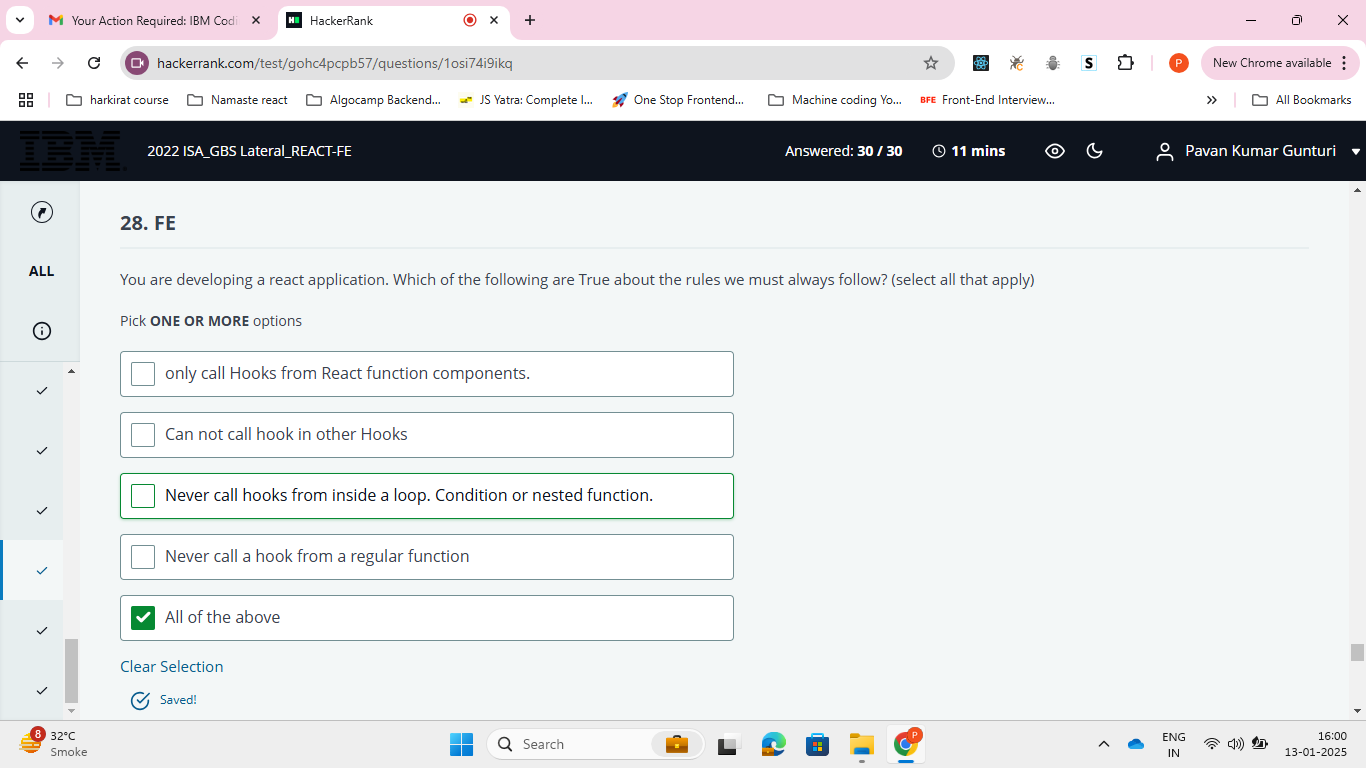 Your Action Required: IBM Codi
HackerRank
hackerrank.com/test/gohc4pcpb57/questions/1osi74i9ikq
S
P
New Chrome available
harkirat course
Namaste react
Algocamp Backend...
JS Yatra: Complete I...
One Stop Frontend...
Machine coding Yo...
BFE Front-End Interview...
All Bookmarks
IBM
2022 ISA_GBS Lateral_REACT-FE
Answered: 30 / 30
11 mins
Pavan Kumar Gunturi
ALL
28. FE
You are developing a react application. Which of the following are True about the rules we must always follow? (select all that apply)
Pick ONE OR MORE options
only call Hooks from React function components.
Can not call hook in other Hooks
Never call hooks from inside a loop. Condition or nested function.
Never call a hook from a regular function
All of the above
Clear Selection
Saved!
8
32°C
Smoke
Search
P
ENG
IN
16:00
13-01-2025